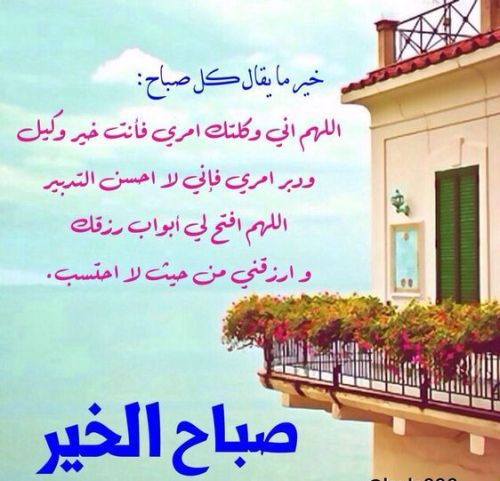 خير ما يقال كل صباح :
اللهم اني وكلتك امري فأنت خير وكيل
ودبر امري فإني لا احسن التدبير
اللهم افتح لي أبواب رزقك
و ارزقني من حيث لا احتسب .
صباح الخير